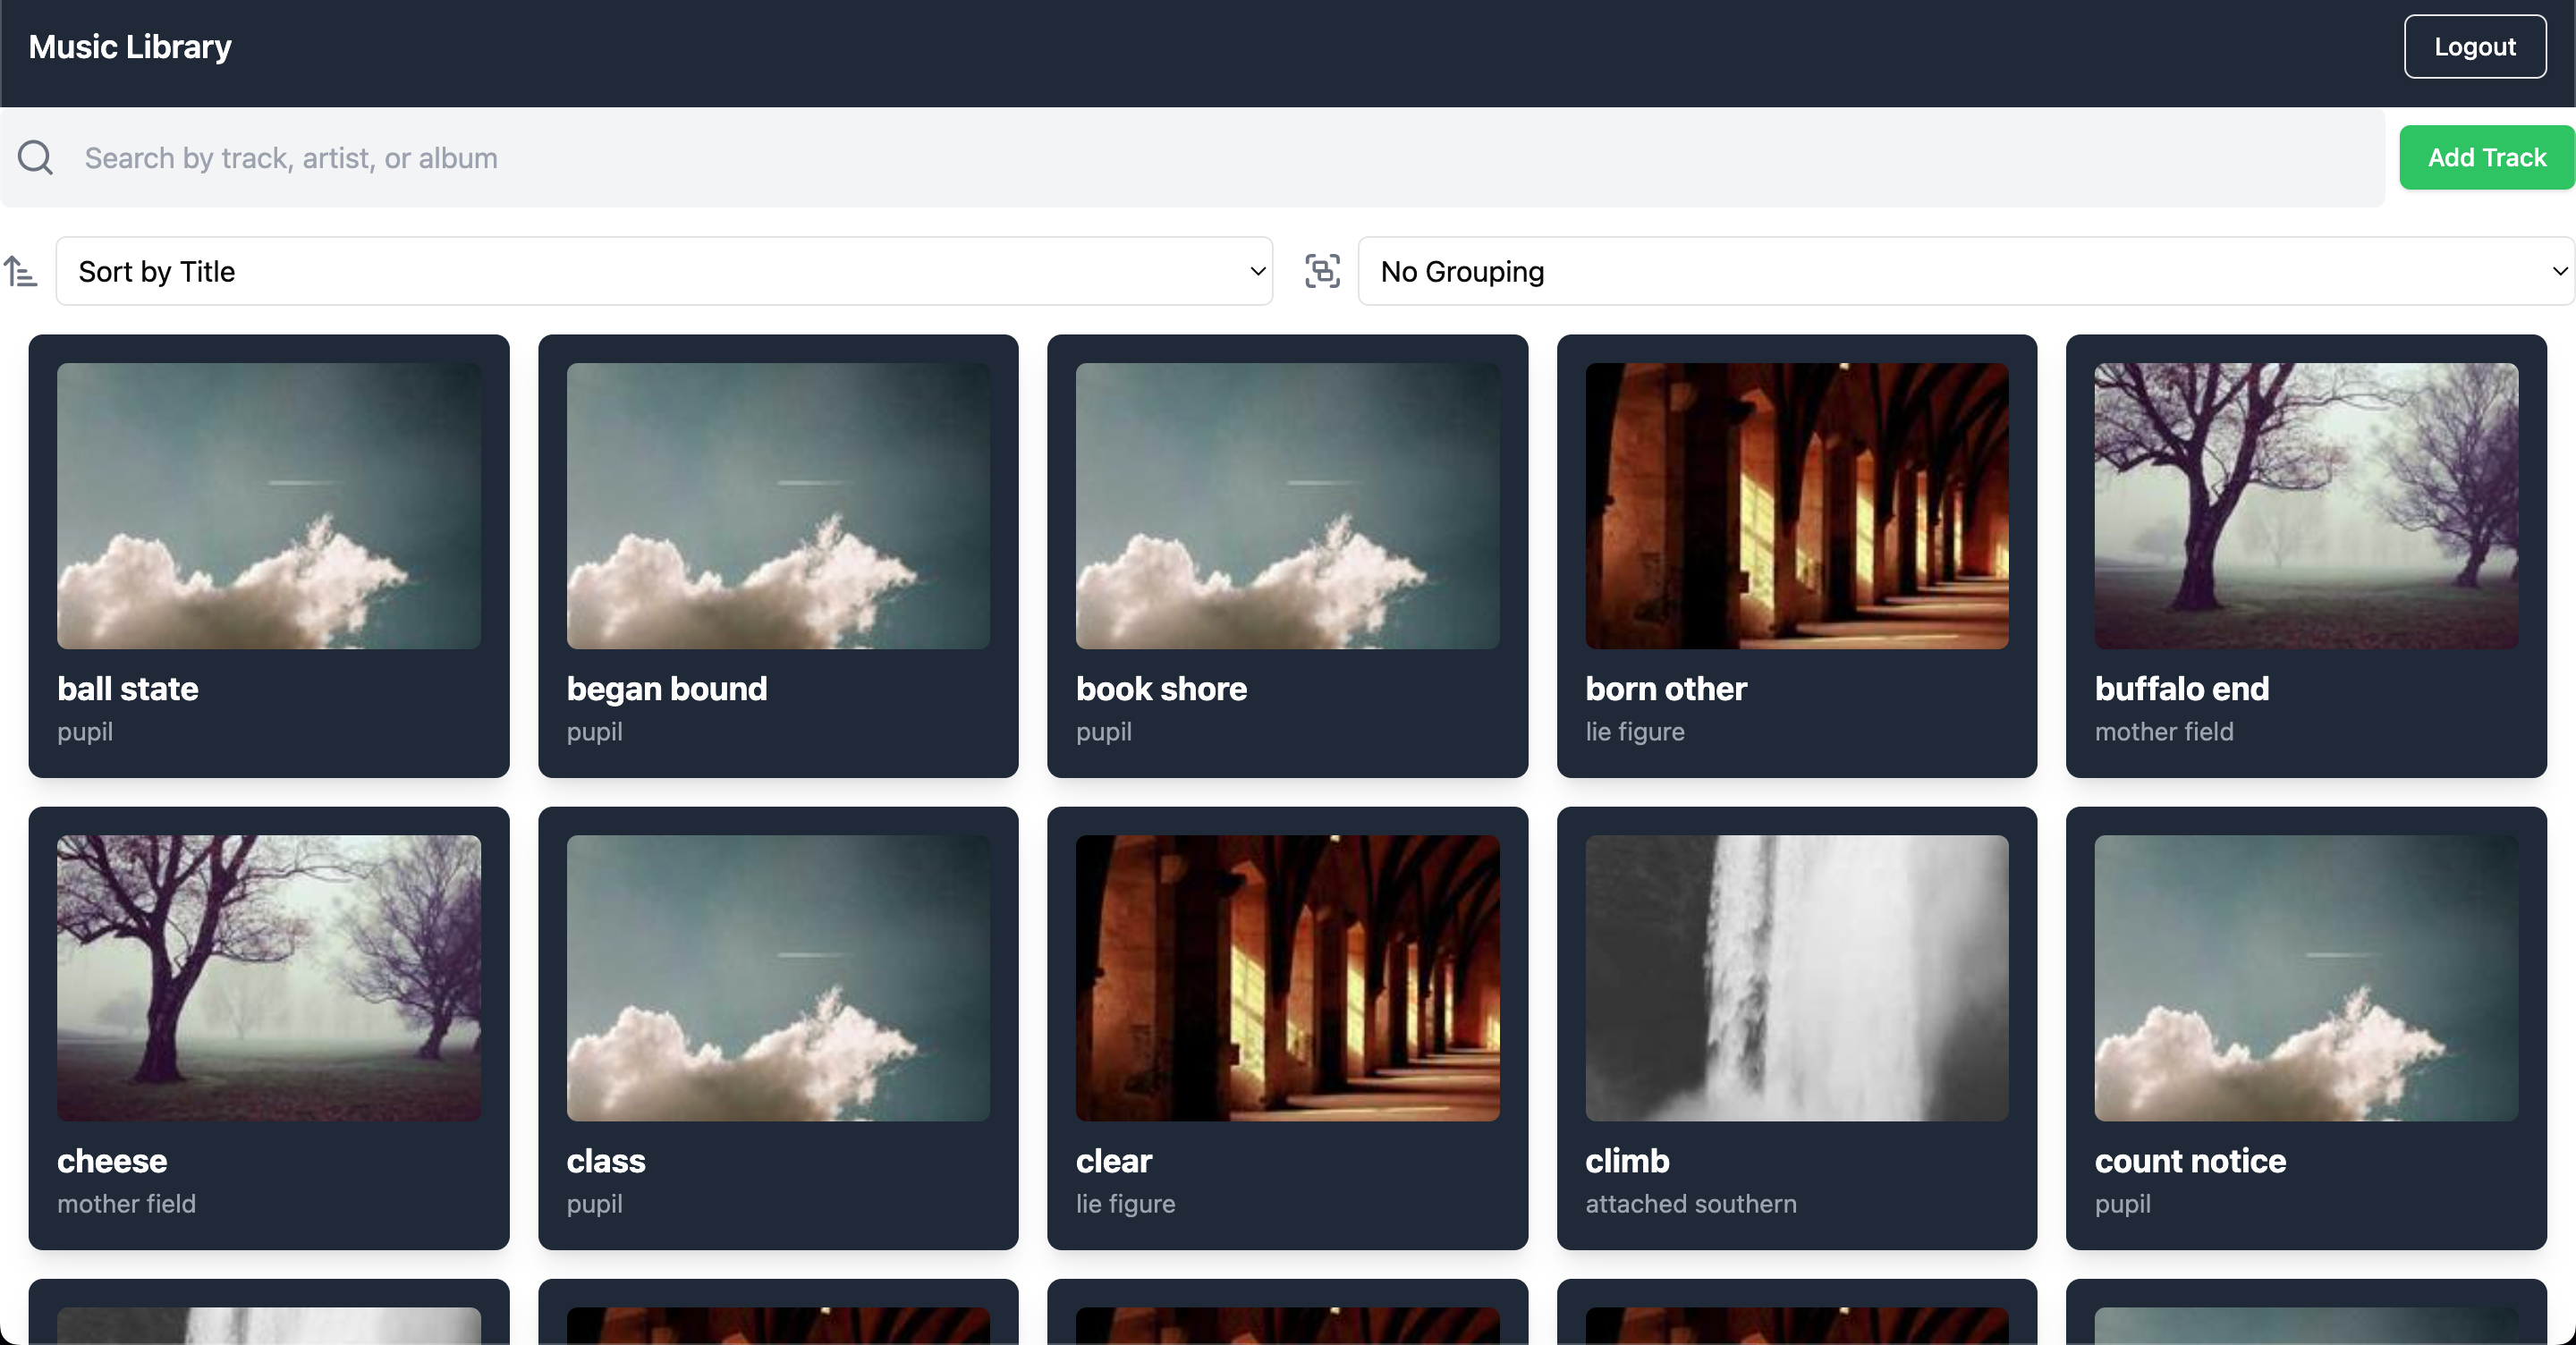 Music Library
Logout
Search by track, artist, or album
Add Track
Sort by Title
No Grouping
ball state
pupil
began bound
pupil
book shore
pupil
born other
lie figure
buffalo end
mother field
cheese
mother field
class
pupil
clear
lie figure
climb
attached southern
count notice
pupil